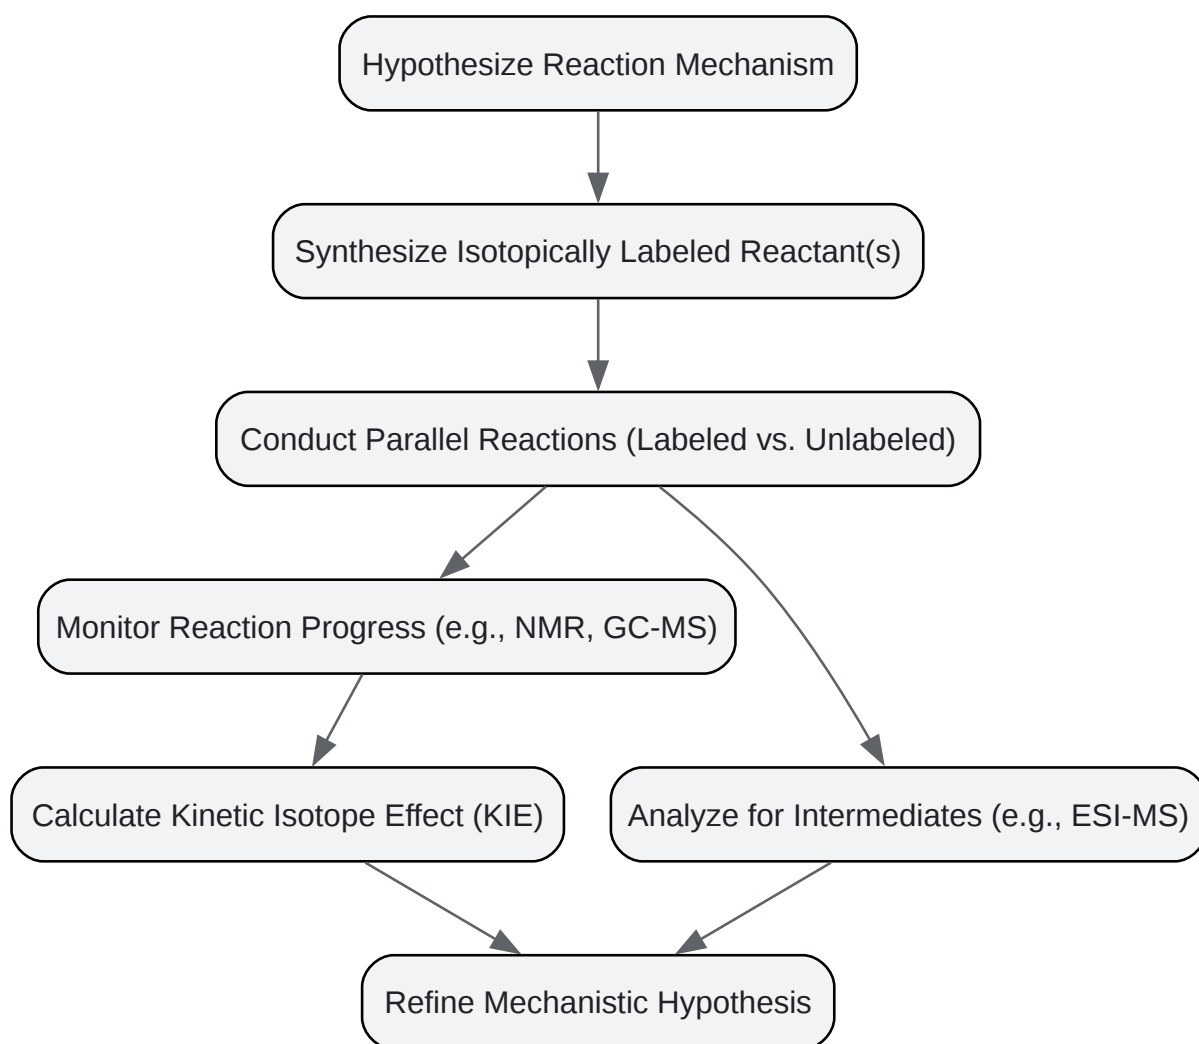 Hypothesize Reaction Mechanism
Synthesize Isotopically Labeled Reactant(s)
Conduct Parallel Reactions (Labeled vs. Unlabeled)
Monitor Reaction Progress (e.g., NMR, GC-MS)
Calculate Kinetic Isotope Effect (KIE)
Analyze for Intermediates (e.g., ESI-MS)
Refine Mechanistic Hypothesis